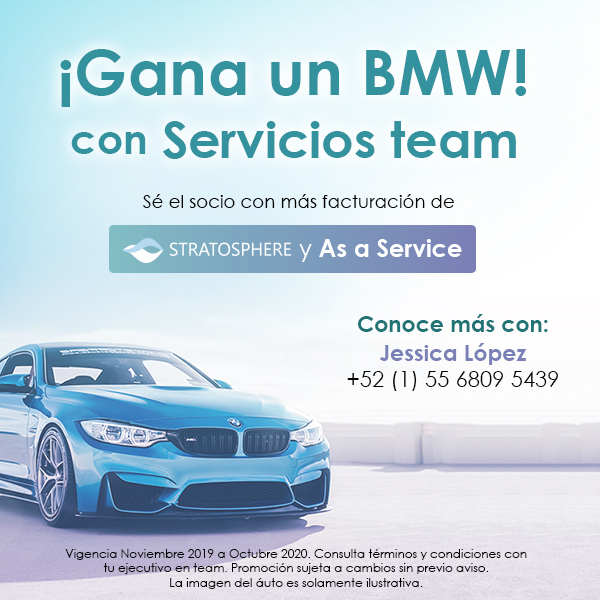 ¡Gana un BMW!
con Servicios team
Sé el socio con más facturación de
STRATOSPHERE y As a Service
Conoce más con:
Jessica López
+52 (1) 55 6809 5439
Vigencia Noviembre 2019 a Octubre 2020. Consulta términos y condiciones con
tu ejecutivo en team. Promoción sujeta a cambios sin previo aviso.
La imagen del áuto es solamente ilustrativa.